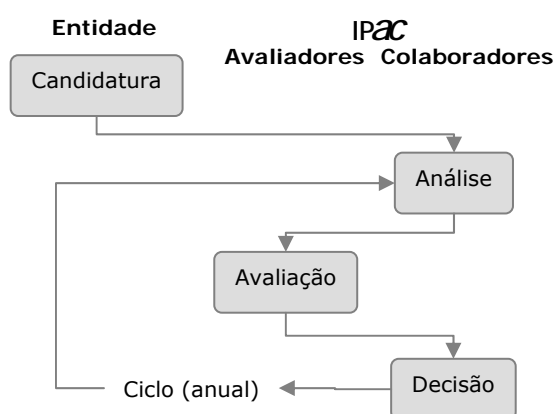 Entidade
IPac
Avaliadores Colaboradores
Candidatura
Análise
Avaliação
Ciclo (anual)
Decisão